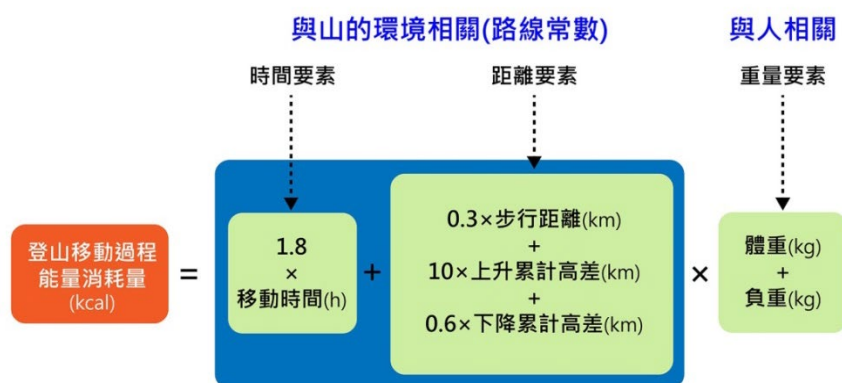 與山的環境相關(路線常數)
與人相關
時間要素
距離要素
重量要素
登山移動過程
能量消耗量
(kcal)
=
1.8
×
移動時間(h)
+
0.3×步行距離(km)
+
10×上升累計高差(km)
+
0.6×下降累計高差(km)
×
體重(kg)
+
負重(kg)